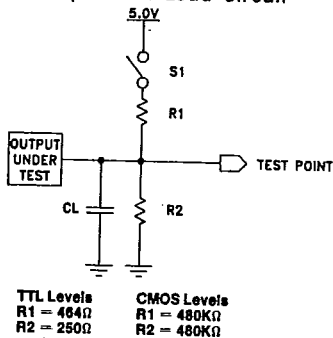 5.0V
S1
R1
OUTPUT
UNDER
TEST
TEST POINT
CL
R2
TTL Levels
R1 = 464Ω
R2 = 250Ω
CMOS Levels
R1 = 480KΩ
R2 = 480KΩ